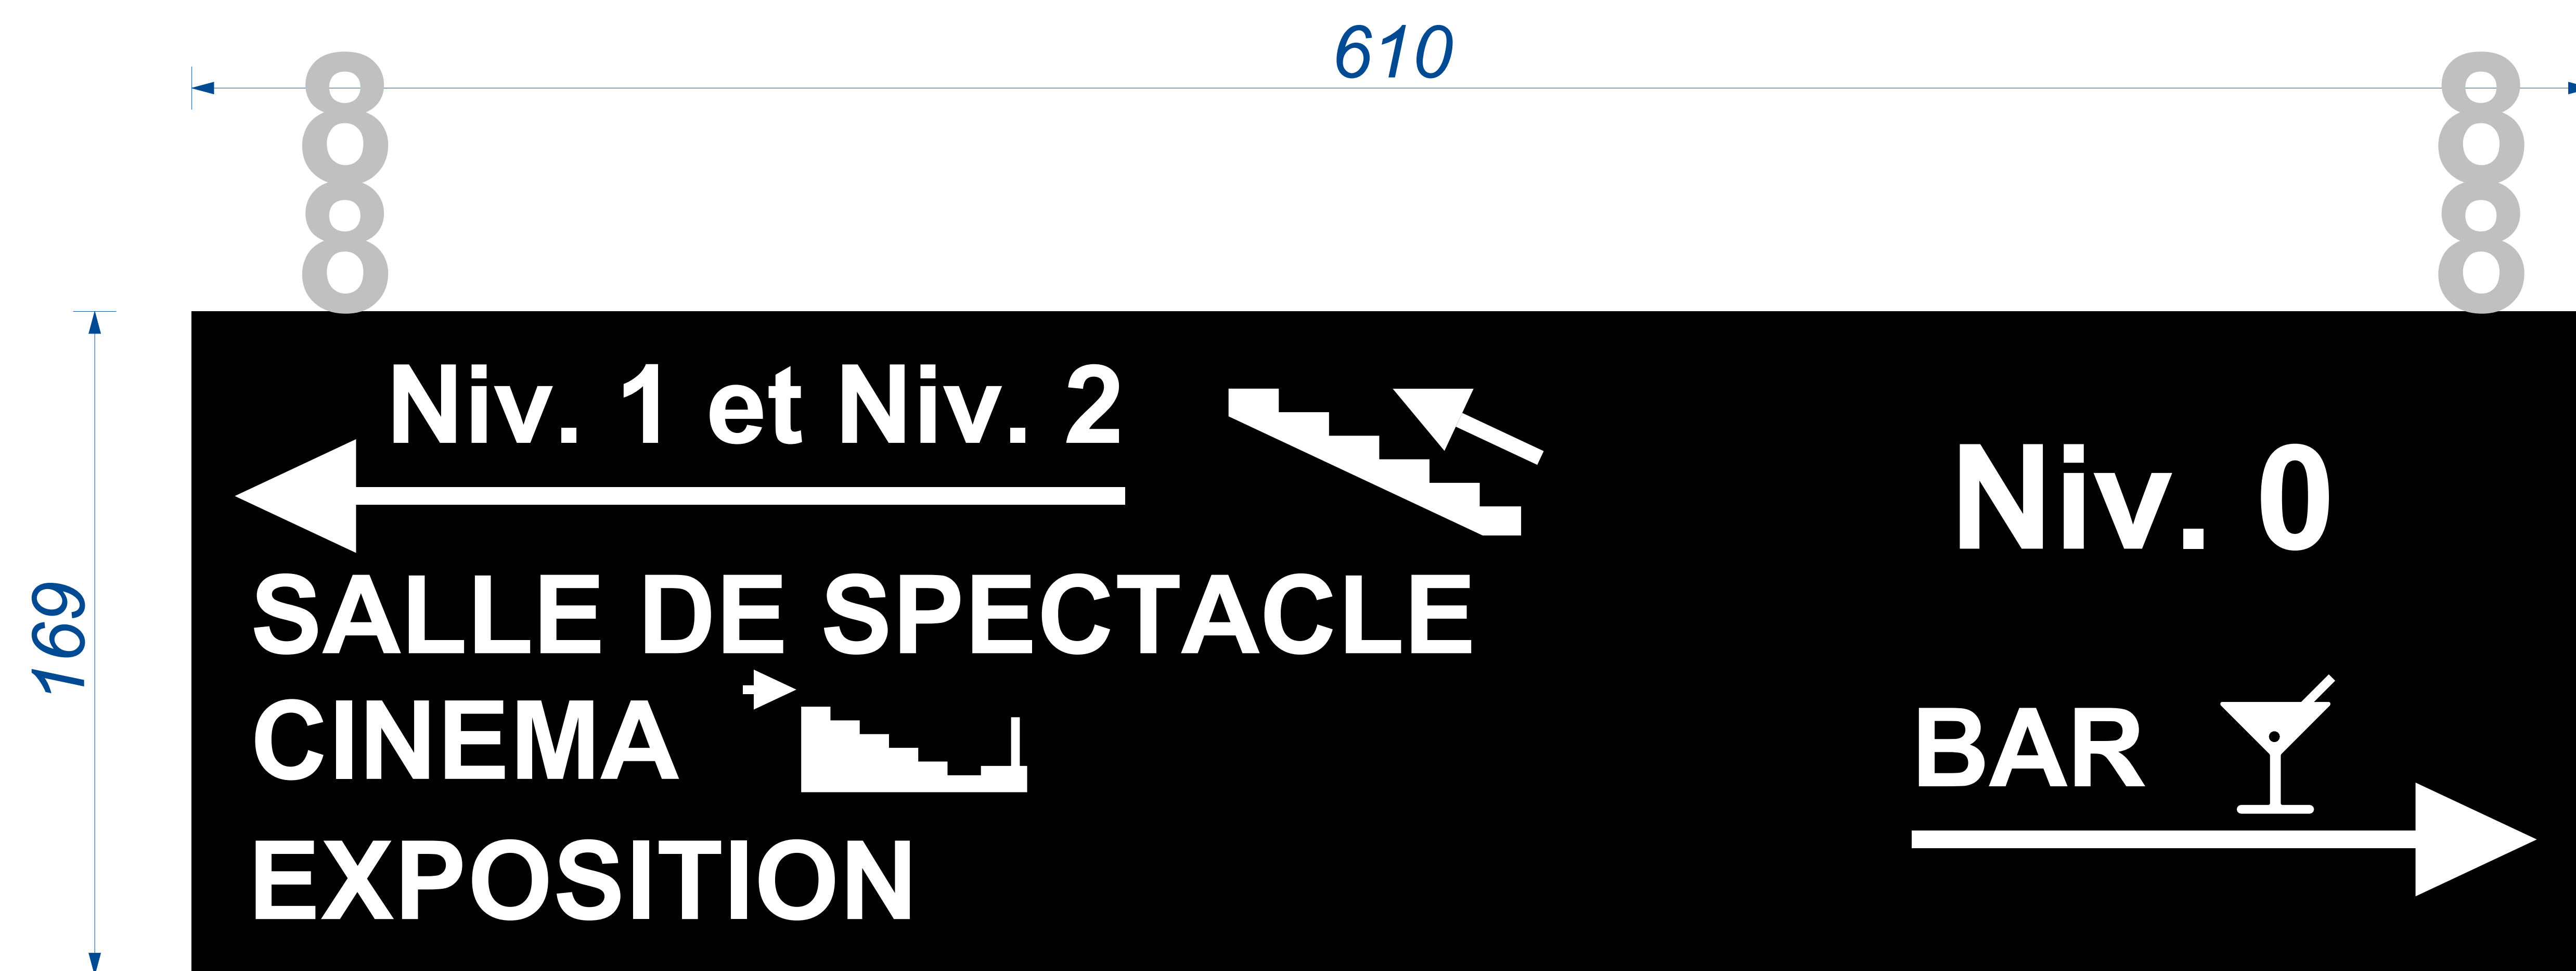 610
Niv. 1 et Niv. 2
Niv. 0
169
SALLE DE SPECTACLE
CINEMA
BAR
EXPOSITION